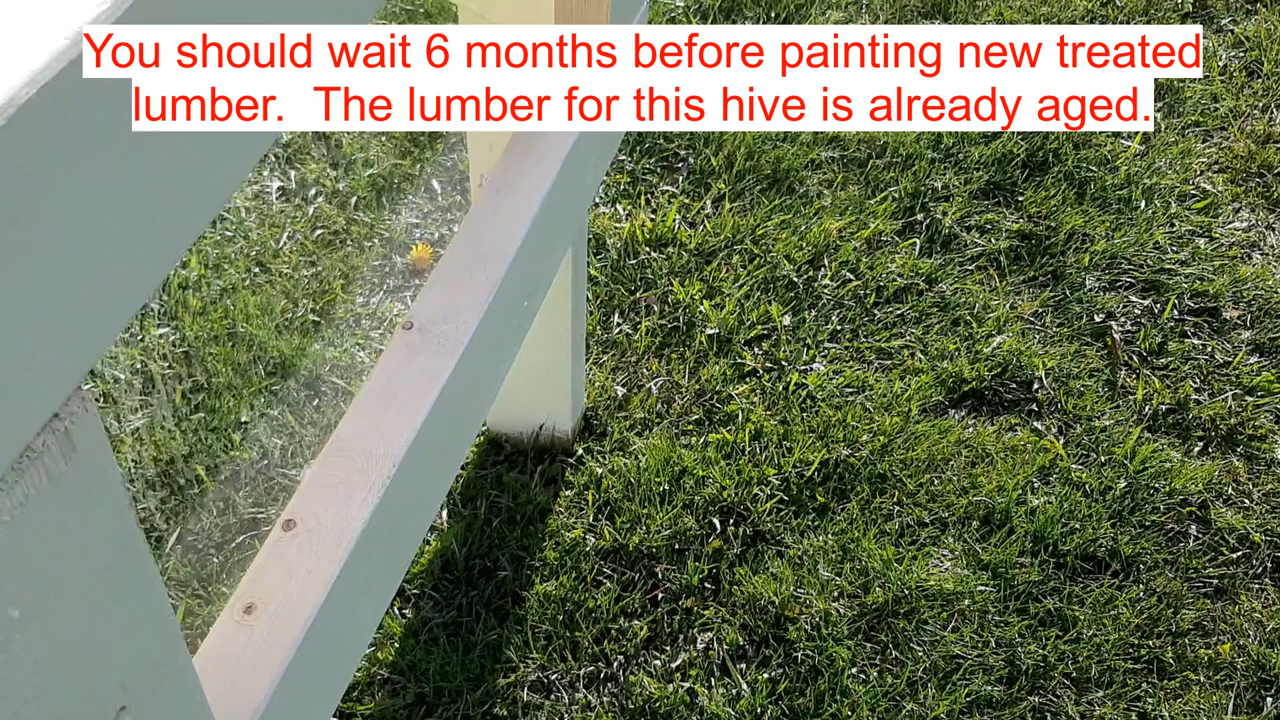 You should wait 6 months before painting new treated
lumber.  The lumber for this hive is already aged.